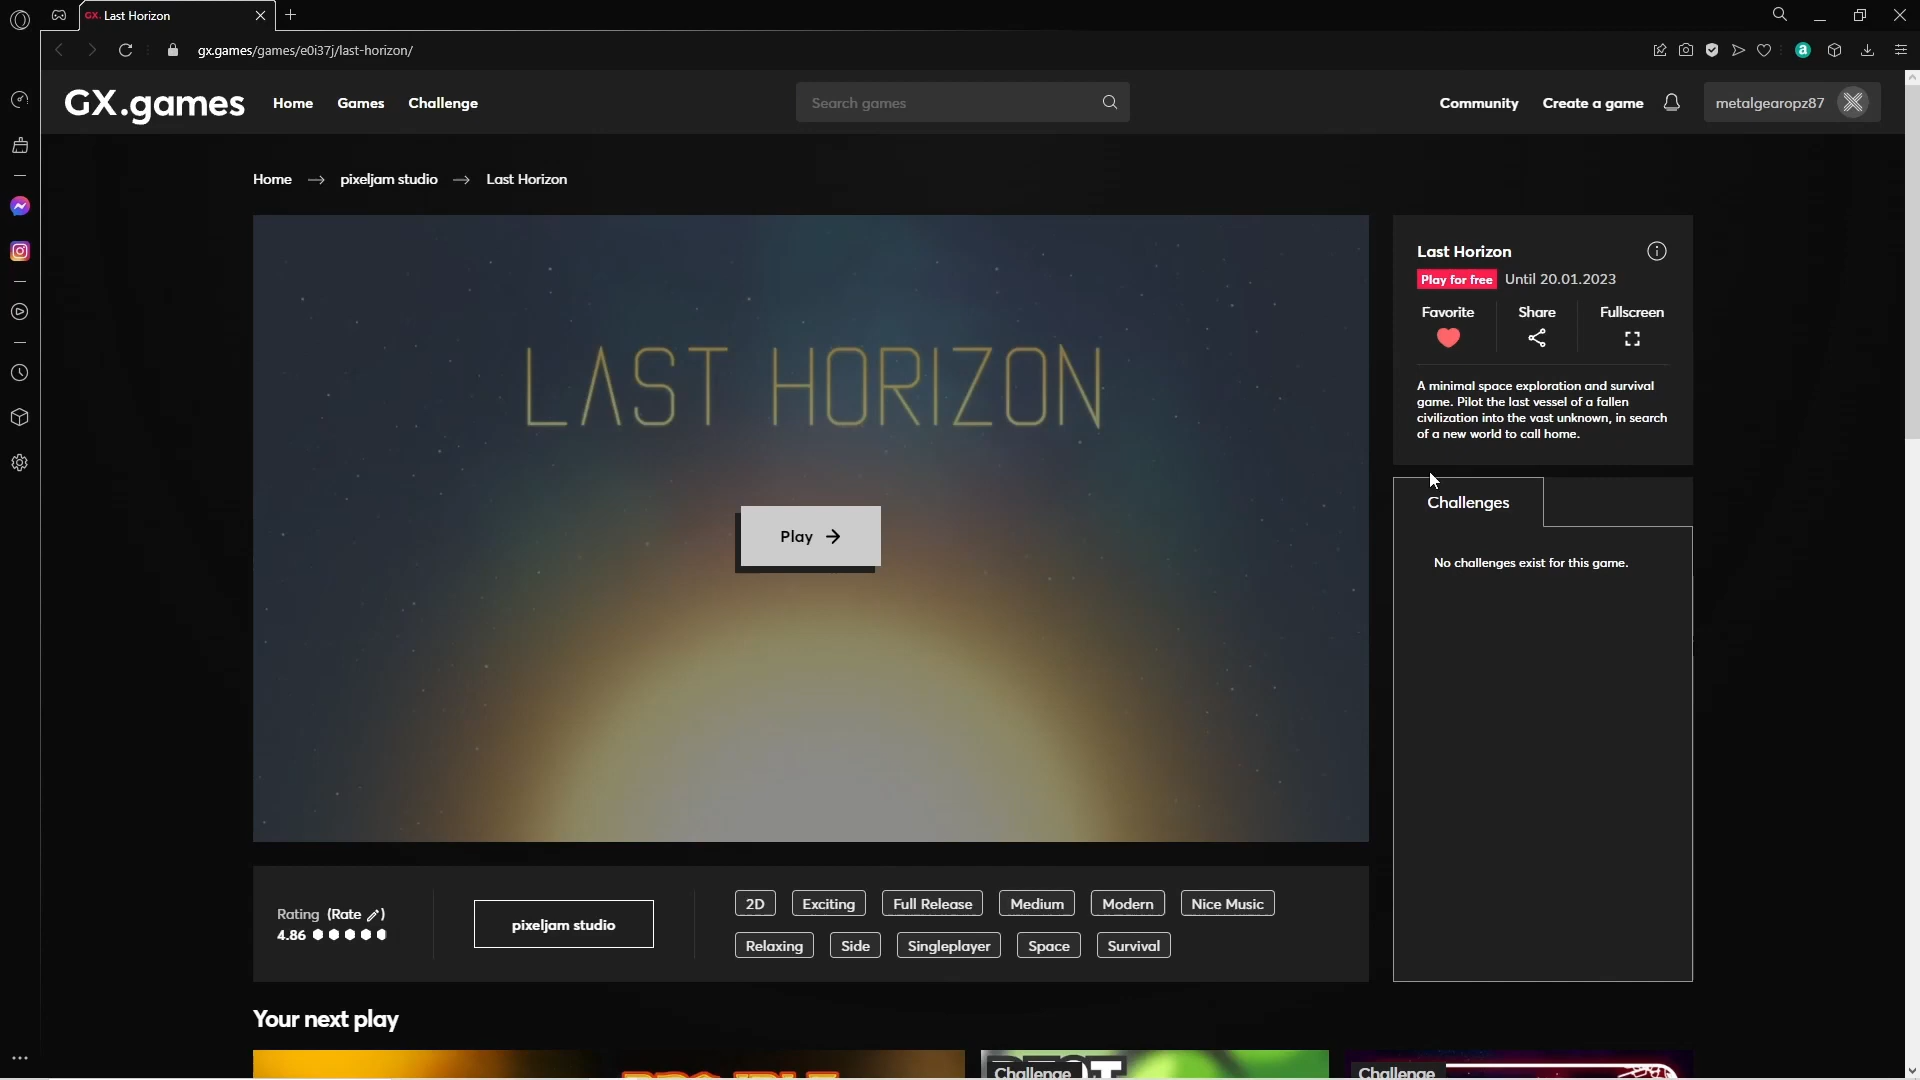 GX Last Horizon
gx.games/games/e0i37j/last-horizon/
GX.games Home Games Challenge Search games Community Create a game metalgearopz87
Home → pixeljam studio → Last Horizon
LAST HORIZON
Play →
Last Horizon
Play for free Until 20.01.2023
Favorite Share Fullscreen
A minimal space exploration and survival
game. Pilot the last vessel of a fallen
civilization into the vast unknown, in search
of a new world to call home.
Challenges
No challenges exist for this game.
Rating (Rate)
4.86
pixeljam studio
2D Exciting Full Release Medium Modern Nice Music
Relaxing Side Singleplayer Space Survival
Your next play
Challenge
Challenge